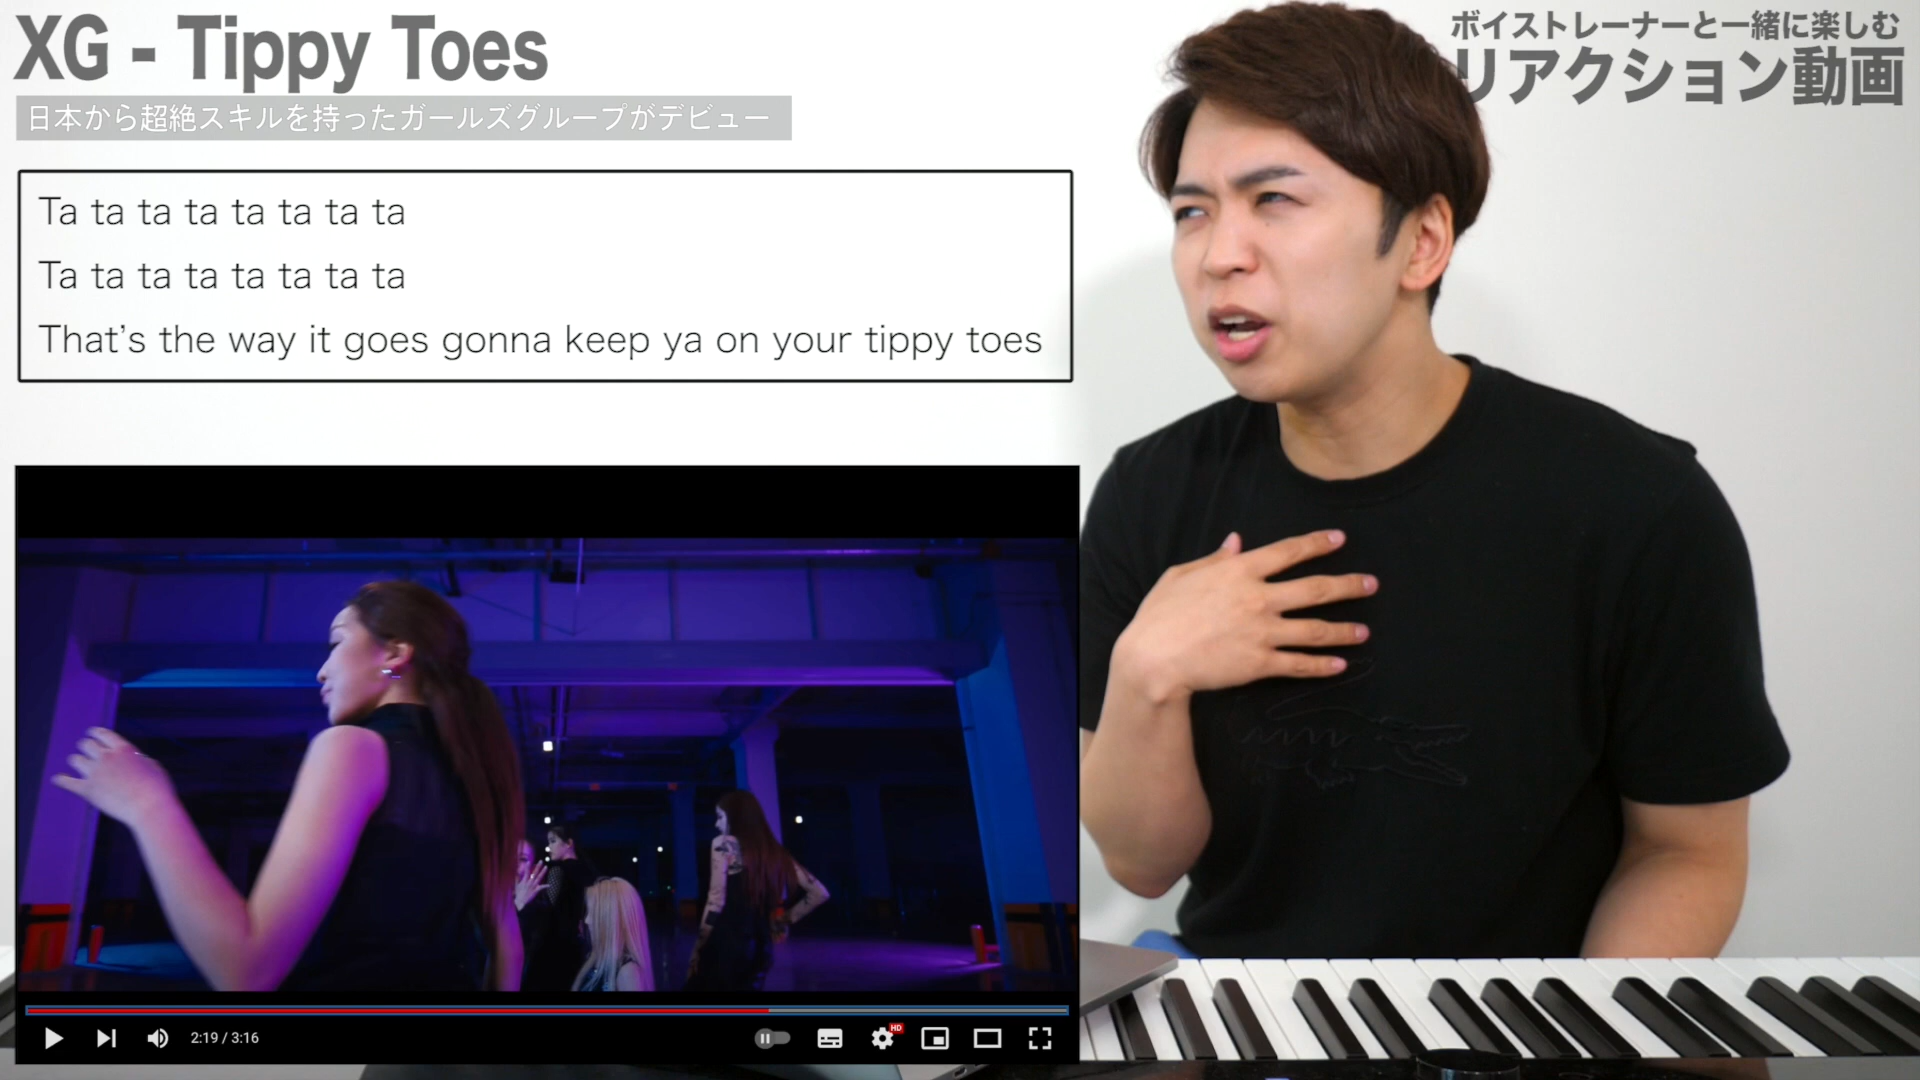 XG - Tippy Toes
日本から超絶スキルを持ったガールズグループがデビュー
ボイストレーナーと一緒に楽しむ
リアクション動画
Ta ta ta ta ta ta ta ta
Ta ta ta ta ta ta ta ta
That’s the way it goes gonna keep ya on your tippy toes
2:19 / 3:16
HD